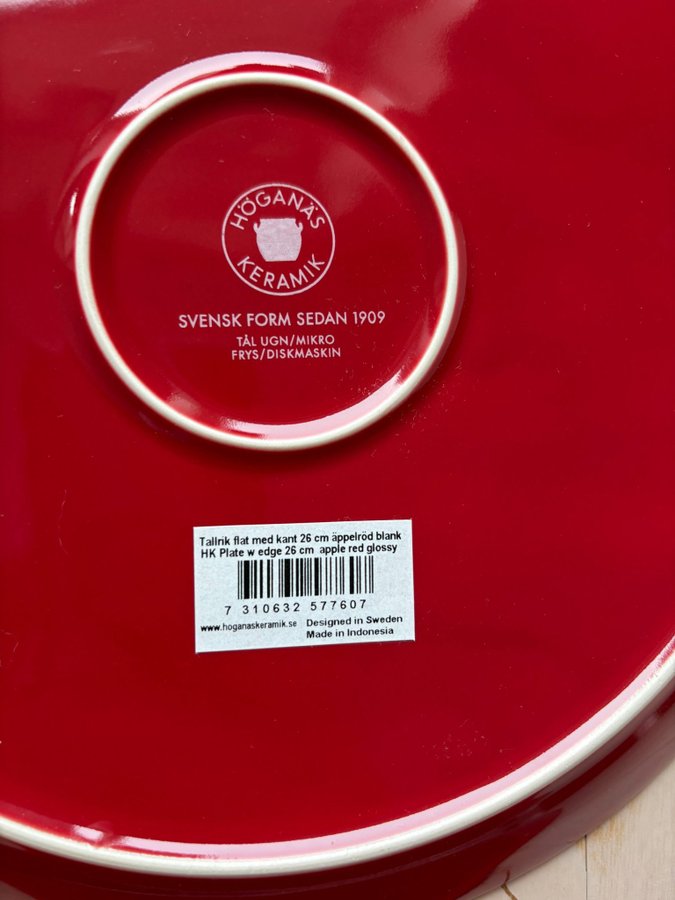 HÖGANÄS
KERAMIK
SVENSK FORM SEDAN 1909
TÅL UGN/MIKRO
FRYS/DISKMASKIN
Tallrik flat med kant 26 cm äppelröd blank
HK Plate w edge 26 cm apple red glossy
7 310632 577607
www.hoganaskeramik.se
Designed in Sweden
Made in Indonesia